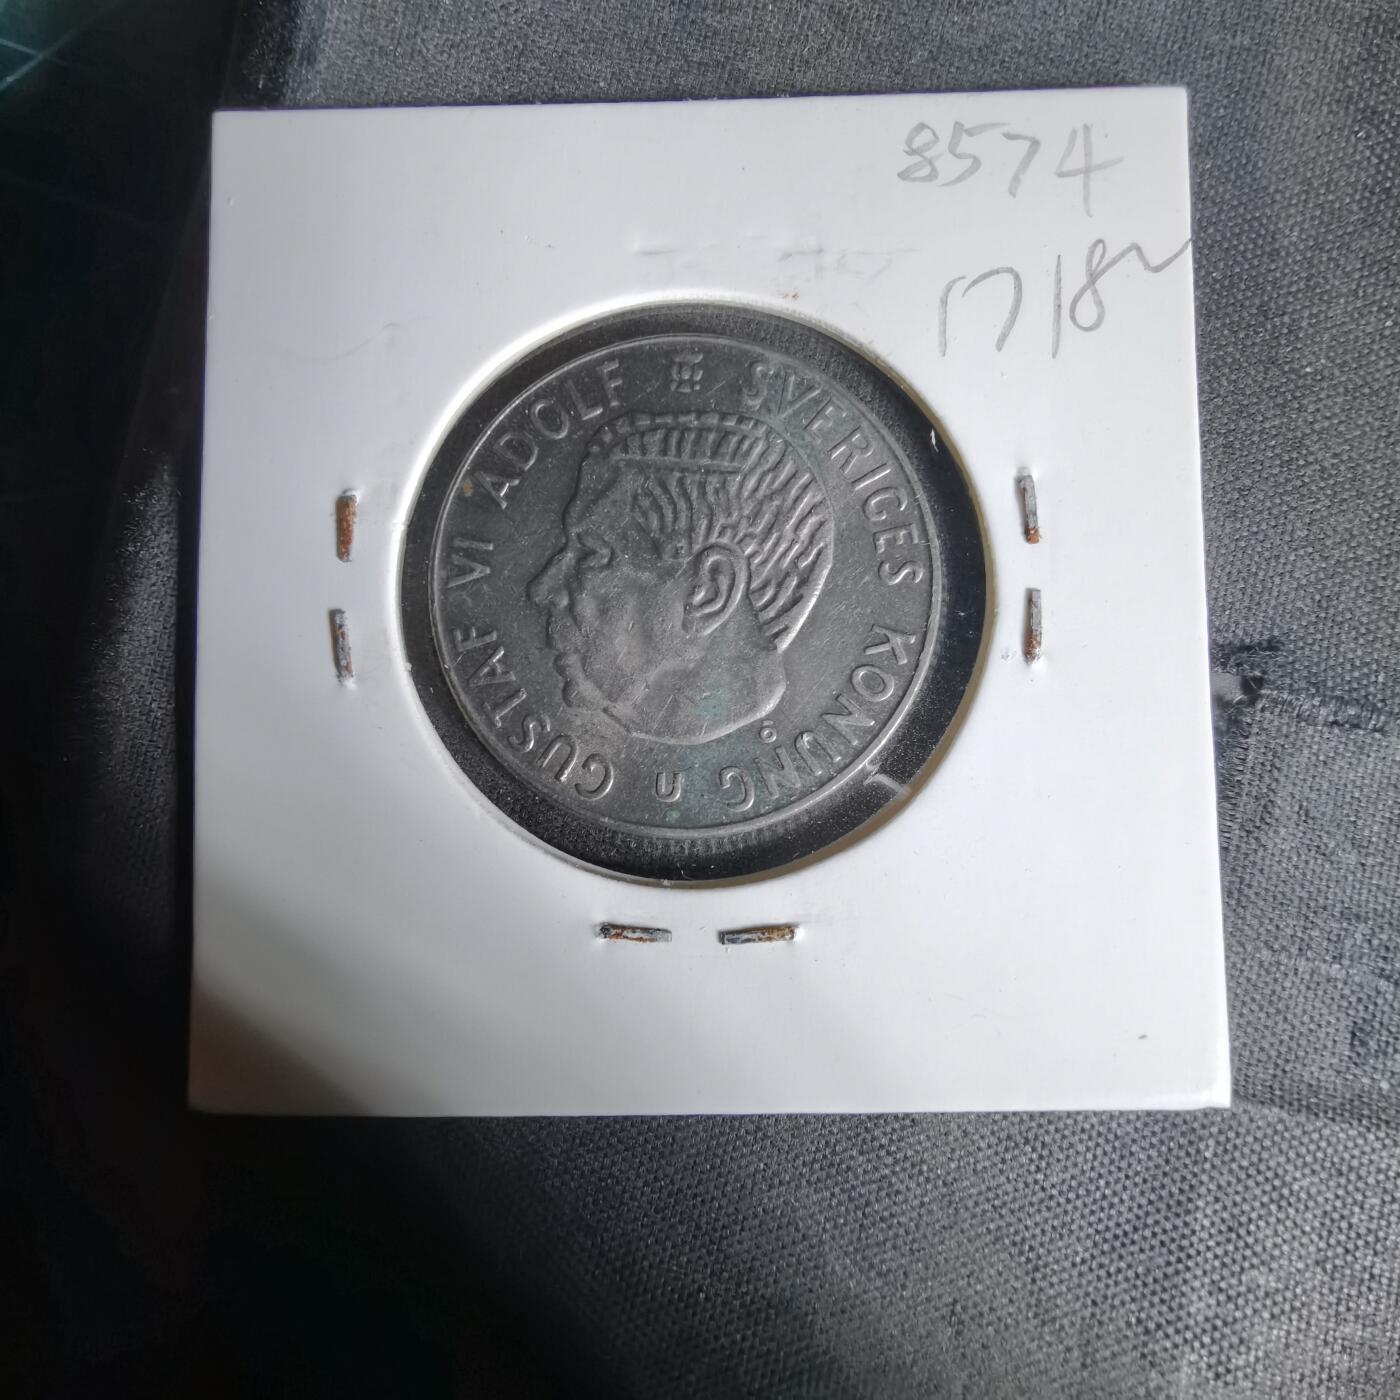 8574
1718
GUSTAF VI ADOLF SVERIGES KONUNG U